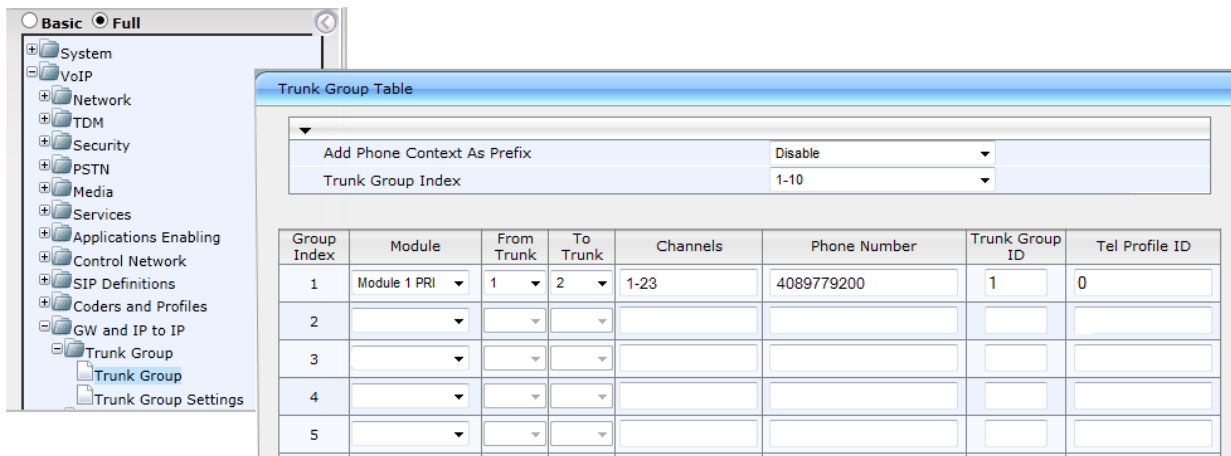 Basic Full
System
VoIP
Network
TDM
Security
PSTN
Media
Services
Applications Enabling
Control Network
SIP Definitions
Coders and Profiles
GW and IP to IP
Trunk Group
Trunk Group
Trunk Group Settings
Trunk Group Table
Add Phone Context As Prefix Disable
Trunk Group Index 1-10
Group Index Module From Trunk To Trunk Channels Phone Number Trunk Group ID Tel Profile ID
1 Module 1 PRI 1 2 1-23 4089779200 1 0
2
3
4
5